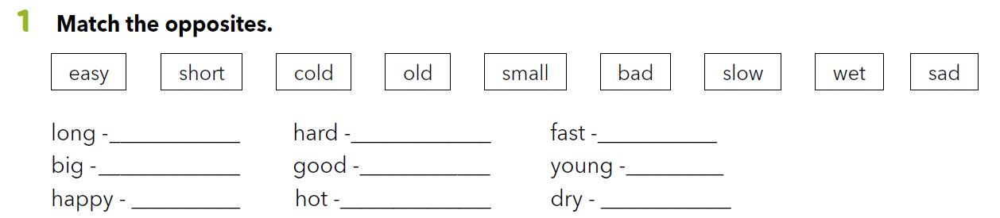 1 Match the opposites.
easy short cold old small bad slow wet sad
long -____________ hard -_____________ fast -___________
big -_____________ good -____________ young -_________
happy - __________ hot -______________ dry - ____________